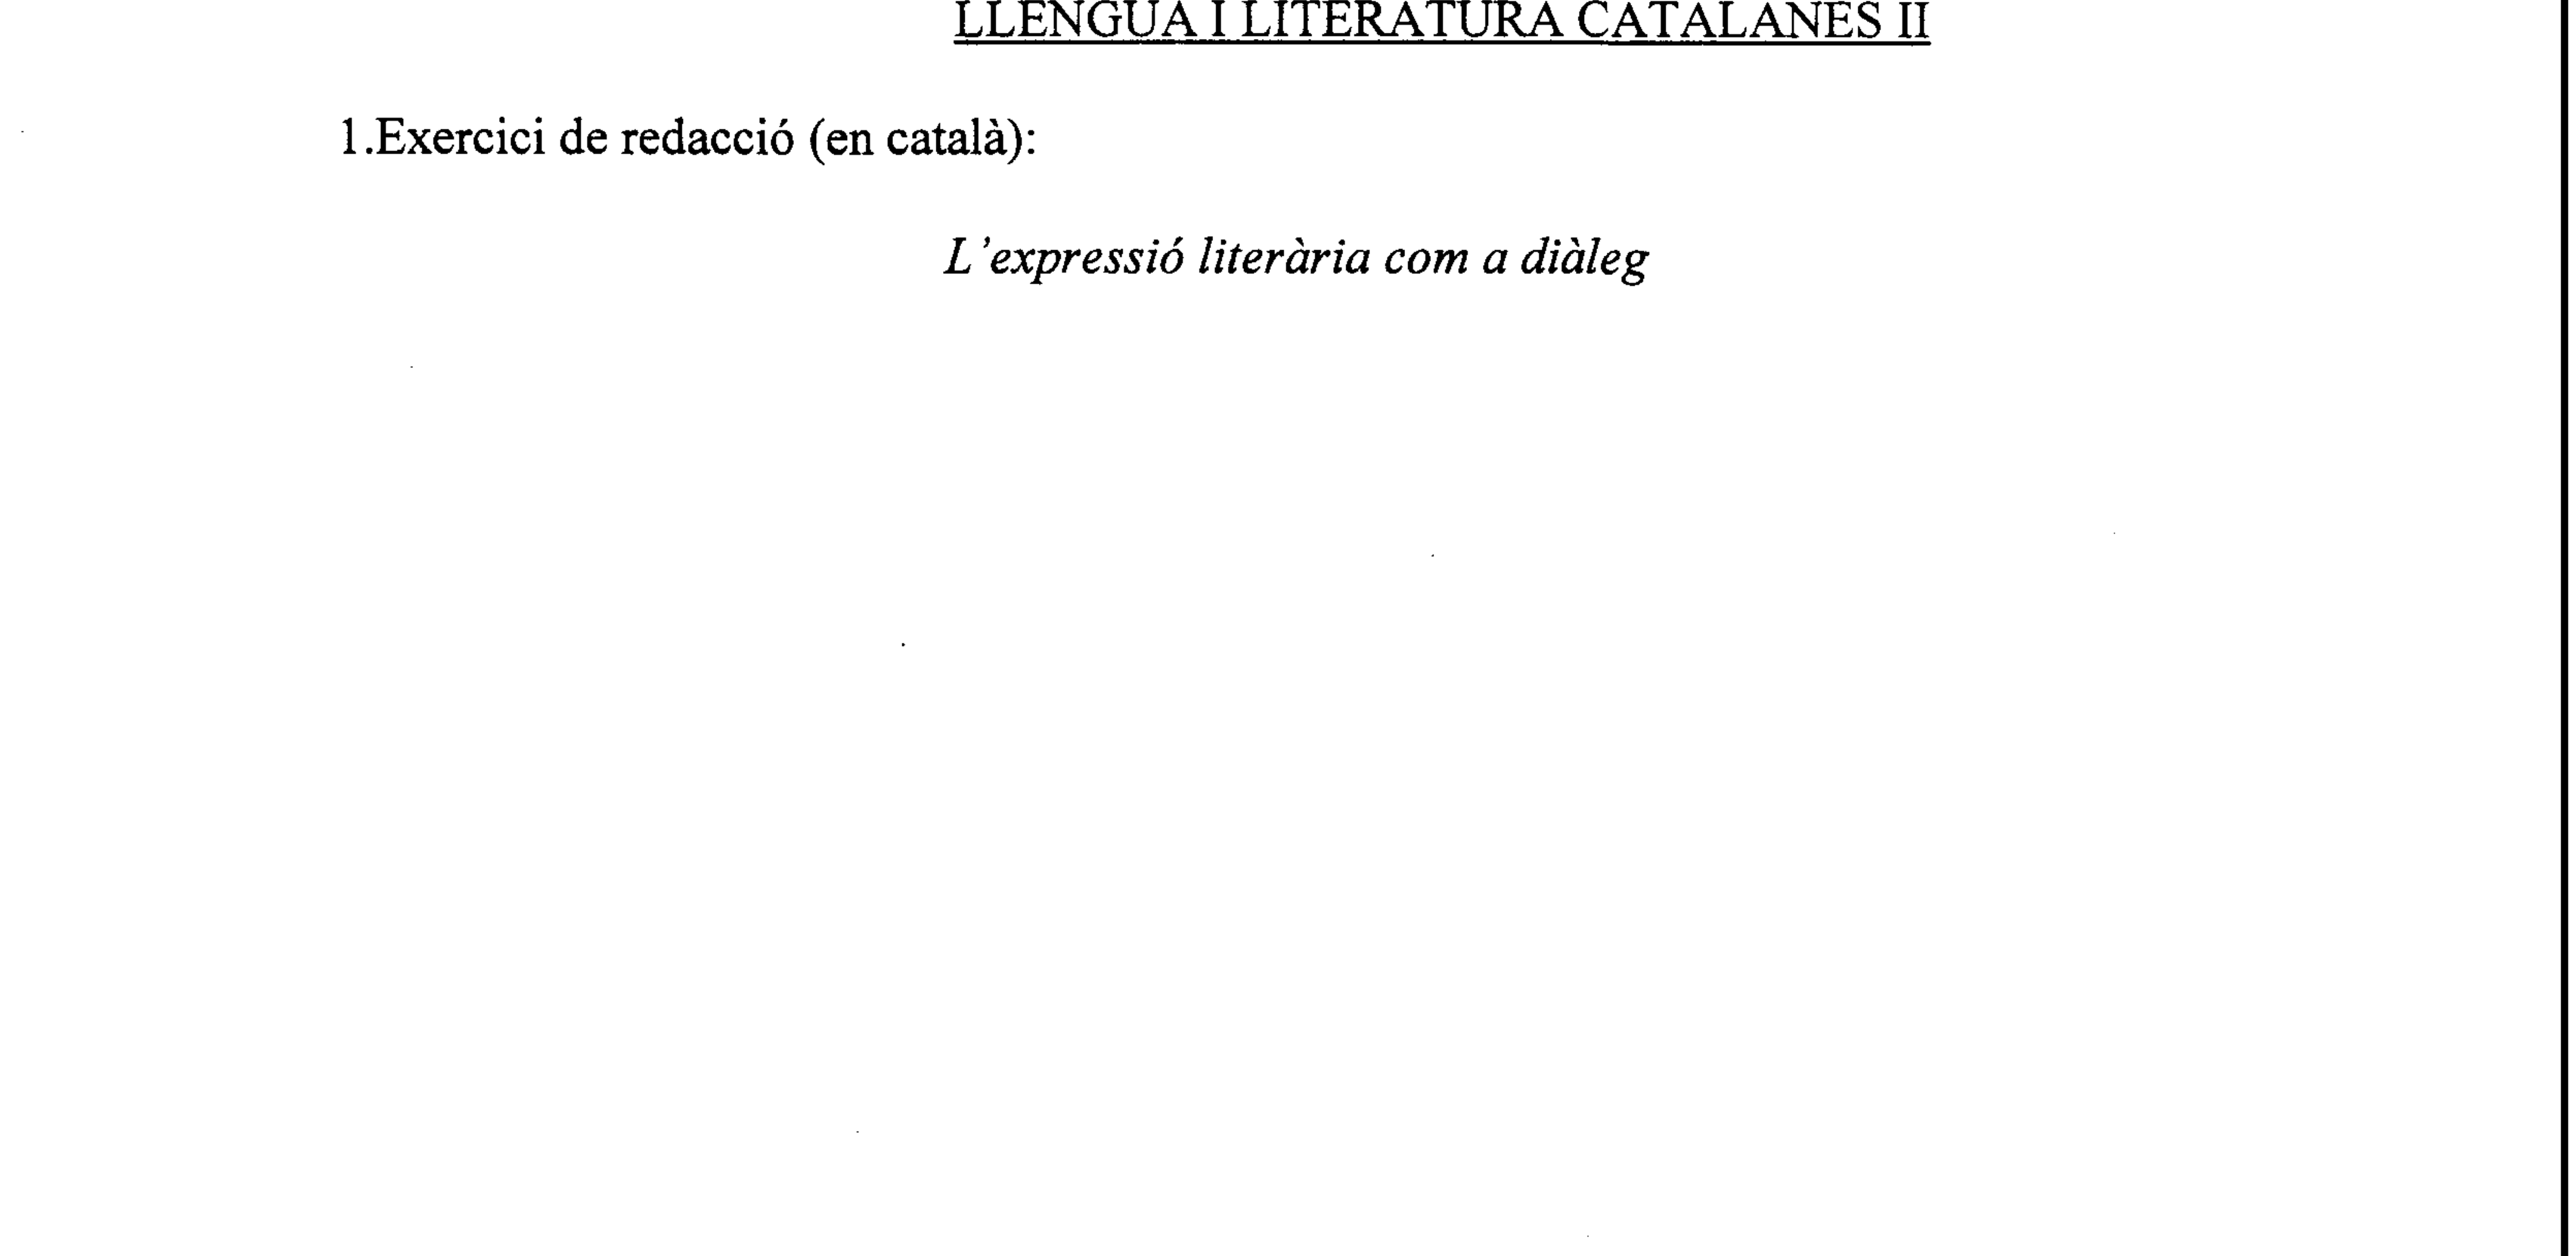 LLENGUA I LITERATURA CATALANES II
1.Exercici de redacció (en català):
L'expressió literària com a diàleg